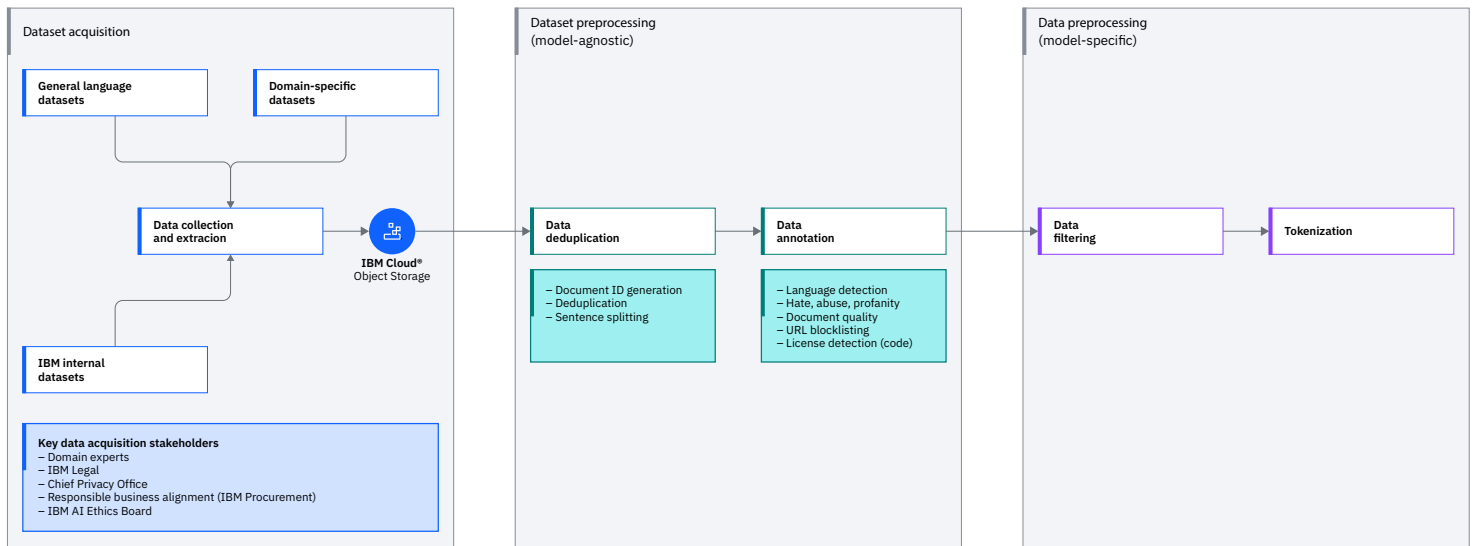 Dataset acquisition
General language
datasets
Domain-specific
datasets
Data collection
and extracion
IBM Cloud®
Object Storage
IBM internal
datasets
Key data acquisition stakeholders
– Domain experts
– IBM Legal
– Chief Privacy Office
– Responsible business alignment (IBM Procurement)
– IBM AI Ethics Board
Dataset preprocessing
(model-agnostic)
Data
deduplication
– Document ID generation
– Deduplication
– Sentence splitting
Data
annotation
– Language detection
– Hate, abuse, profanity
– Document quality
– URL blocklisting
– License detection (code)
Data preprocessing
(model-specific)
Data
filtering
Tokenization